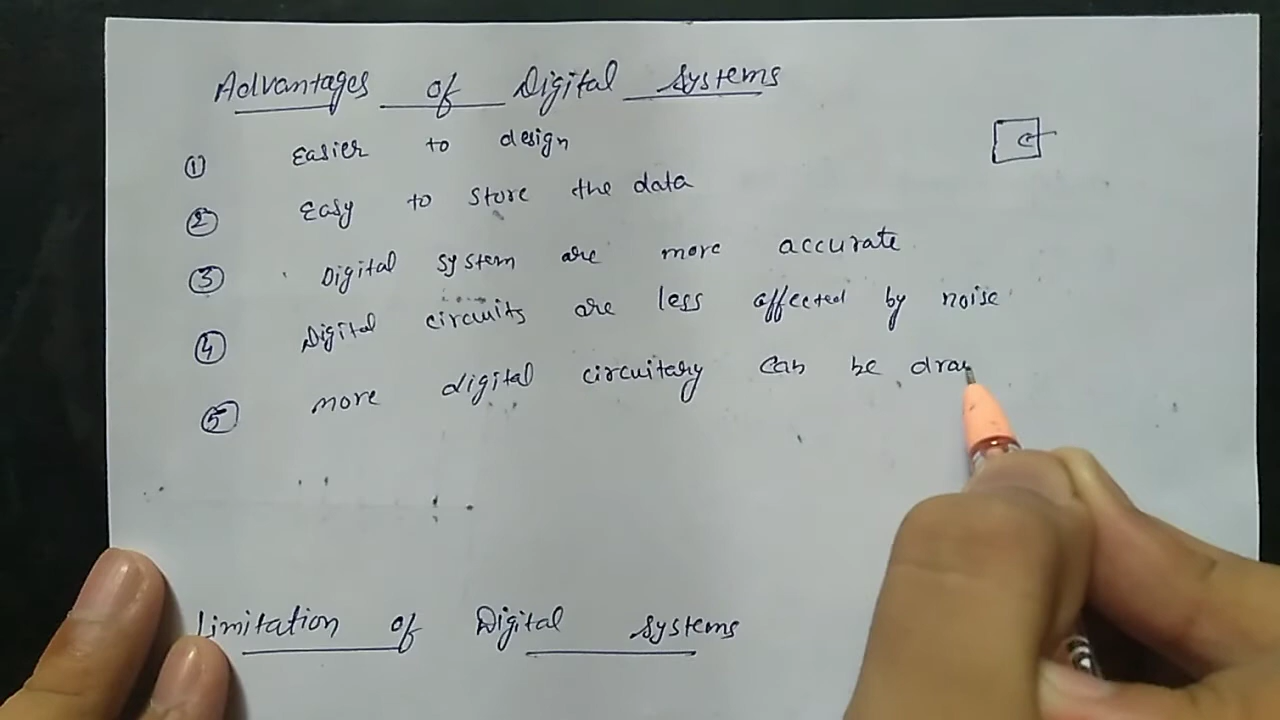 Advantages of Digital Systems
① Easier to design
② Easy to store the data
③ Digital system are more accurate
④ Digital circuits are less affected by noise
⑤ more digital circuitary can be draw
Limitation of Digital Systems